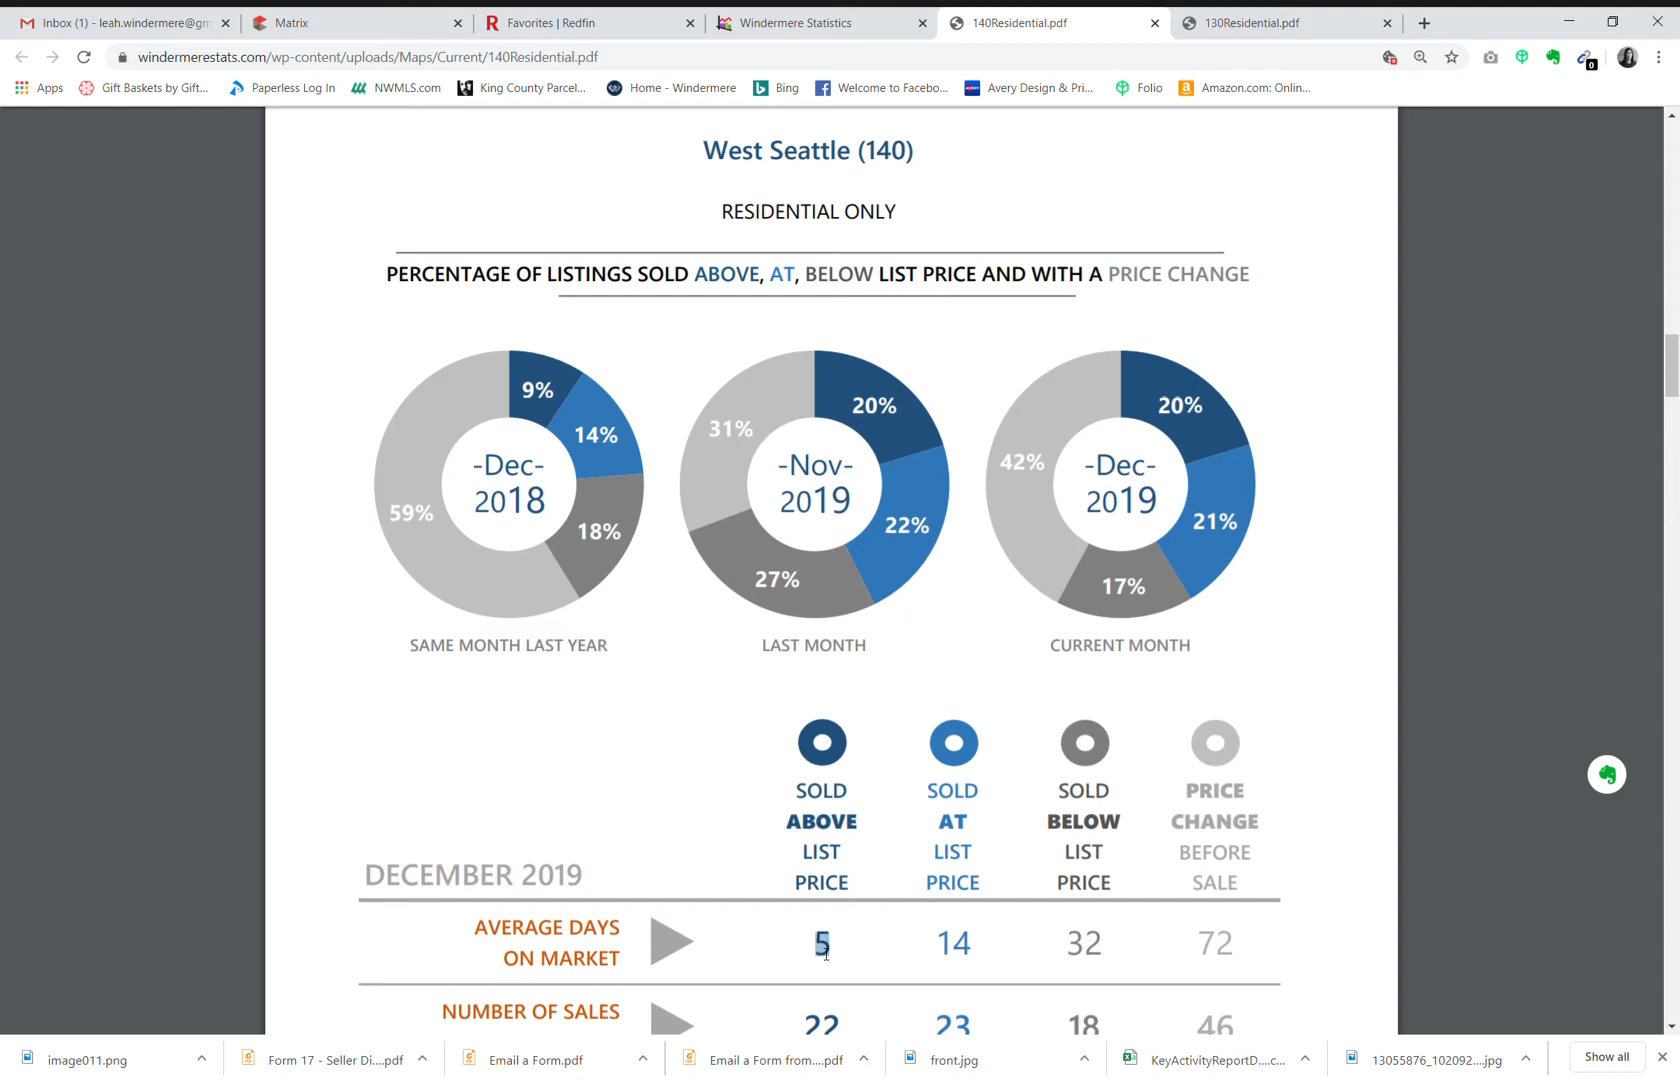 Inbox (1) - leah.windermere@gm
Matrix
Favorites | Redfin
Windermere Statistics
140Residential.pdf
130Residential.pdf
windermerestats.com/wp-content/uploads/Maps/Current/140Residential.pdf
0
Apps
Gift Baskets by Gift...
Paperless Log In
NWMLS.com
King County Parcel...
Home - Windermere
Bing
Welcome to Facebo...
Avery Design & Pri...
Folio
Amazon.com: Onlin...
West Seattle (140)
RESIDENTIAL ONLY
PERCENTAGE OF LISTINGS SOLD ABOVE, AT, BELOW LIST PRICE AND WITH A PRICE CHANGE
9%
14%
18%
59%
-Dec-
2018
SAME MONTH LAST YEAR
20%
22%
27%
31%
-Nov-
2019
LAST MONTH
20%
21%
17%
42%
-Dec-
2019
CURRENT MONTH
SOLD
ABOVE
LIST
PRICE
SOLD
AT
LIST
PRICE
SOLD
BELOW
LIST
PRICE
PRICE
CHANGE
BEFORE
SALE
DECEMBER 2019
AVERAGE DAYS
ON MARKET
5 14 32 72
NUMBER OF SALES
22 23 18 46
image011.png
Form 17 - Seller Di....pdf
Email a Form.pdf
Email a Form from....pdf
front.jpg
KeyActivityReportD....c...
13055876_102092....jpg
Show all